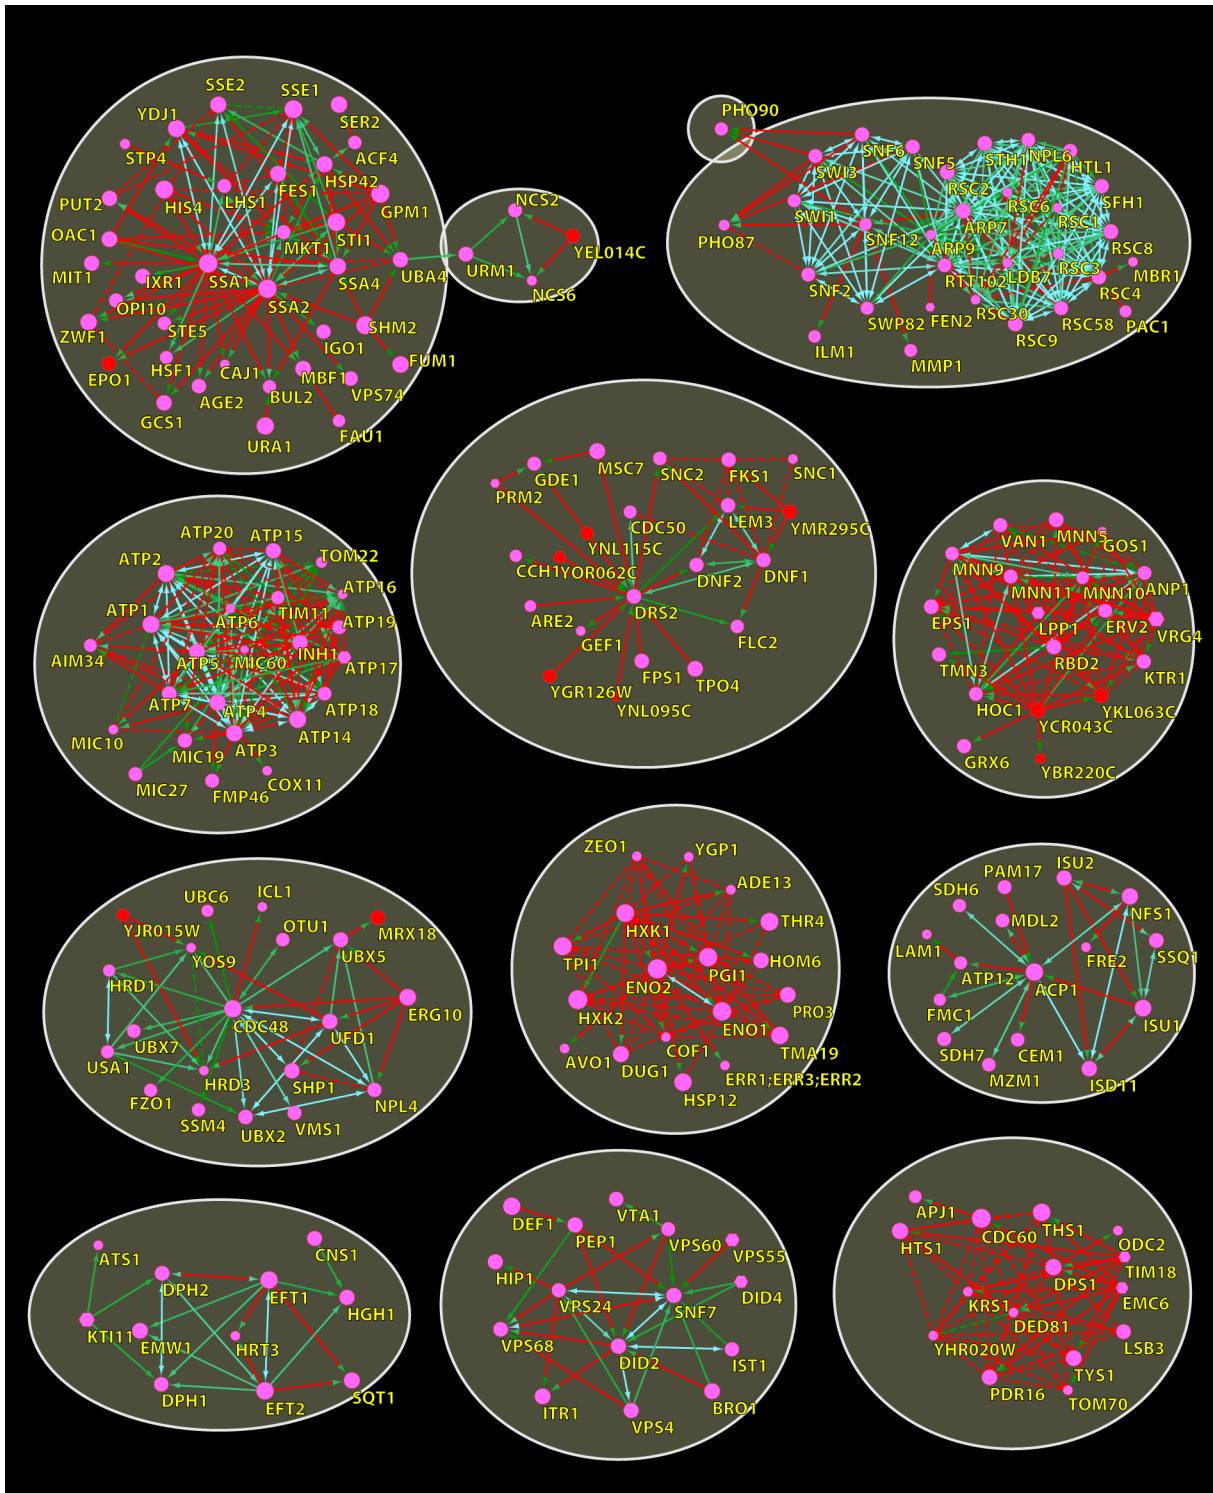 SSE2
SSE1
YDJ1
SER2
STP4
ACF4
HSP42
FES1
PUT2
HIS4
LHS1
GPM1
OAC1
STI1
MKT1
MIT1
IXR1
SSA1
SSA4
UBA4
SSA2
OPI10
ZWF1
STE5
SHM2
IGO1
EPO1
HSF1
CAJ1
MBF1
FUM1
AGE2
BUL2
VPS74
GCS1
URA1
FAU1
NCS2
YEL014C
URM1
NCS6
PHO90
SNF6
SNF5
STH1
NPL6
HTL1
SWI3
RSC2
RSC6
SFH1
SWI1
RSC1
ARP7
PHO87
SNF12
ARP9
RSC8
RSC3
MBR1
SNF2
RTT102
LDB7
RSC4
SWP82
FEN2
RSC30
RSC58
PAC1
RSC9
ILM1
MMP1
MSC7
SNC2
FKS1
SNC1
GDE1
PRM2
CDC50
LEM3
YMR295C
YNL115C
CCH1
YOR062C
DNF2
DNF1
DRS2
ARE2
GEF1
FLC2
FPS1
TPO4
YGR126W
YNL095C
ATP20
ATP15
ATP2
TOM22
ATP16
ATP1
ATP6
TIM11
ATP19
AIM34
ATP5
MIC60
INH1
ATP17
ATP7
ATP4
ATP18
MIC10
MIC19
ATP3
ATP14
MIC27
FMP46
COX11
VAN1
MNN5
GOS1
MNN9
MNN11
MNN10
ANP1
EPS1
LPP1
ERV2
VRG4
TMN3
RBD2
KTR1
HOC1
YCR043C
YKL063C
GRX6
YBR220C
UBC6
ICL1
YJR015W
OTU1
MRX18
YOS9
UBX5
HRD1
CDC48
ERG10
UBX7
UFD1
USA1
HRD3
SHP1
FZO1
NPL4
SSM4
UBX2
VMS1
ZEO1
YGP1
ADE13
HXK1
THR4
TPI1
PGI1
HOM6
ENO2
HXK2
ENO1
PRO3
AVO1
DUG1
COF1
TMA19
ERR1;ERR3;ERR2
HSP12
ISU2
PAM17
SDH6
NFS1
MDL2
LAM1
FRE2
SSQ1
ATP12
ACP1
FMC1
ISU1
SDH7
CEM1
MZM1
ISD11
CNS1
ATS1
DPH2
EFT1
HGH1
KTI11
EMW1
HRT3
DPH1
EFT2
SQT1
DEF1
VTA1
PEP1
VPS60
VPS55
HIP1
VPS24
DID4
SNF7
VPS68
DID2
IST1
ITR1
VPS4
BRO1
APJ1
CDC60
THS1
HTS1
ODC2
TIM18
DPS1
KRS1
EMC6
DED81
YHR020W
LSB3
TYS1
PDR16
TOM70